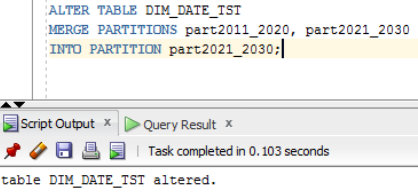 ALTER TABLE DIM_DATE_TST
MERGE PARTITIONS part2011_2020, part2021_2030
INTO PARTITION part2021_2030;
Script Output x Query Result x
Task completed in 0.103 seconds
table DIM_DATE_TST altered.